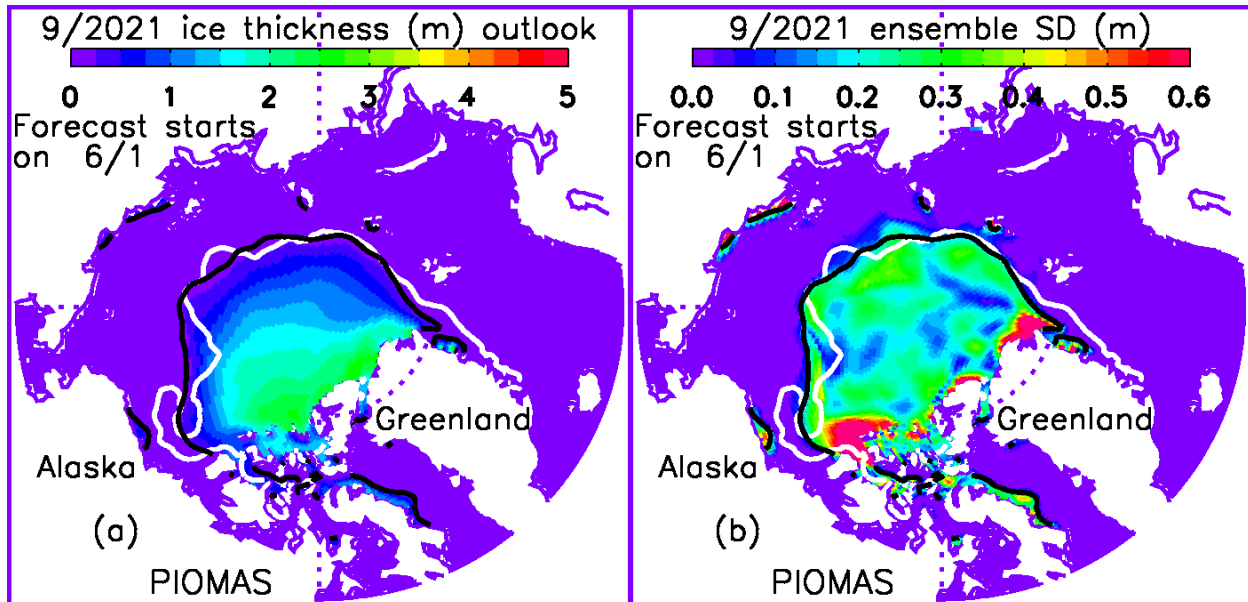 9/2021 ice thickness (m) outlook
0 1 2 3 4 5
Forecast starts
on 6/1
Greenland
Alaska
(a)
PIOMAS
9/2021 ensemble SD (m)
0.0 0.1 0.2 0.3 0.4 0.5 0.6
Forecast starts
on 6/1
Greenland
Alaska
(b)
PIOMAS